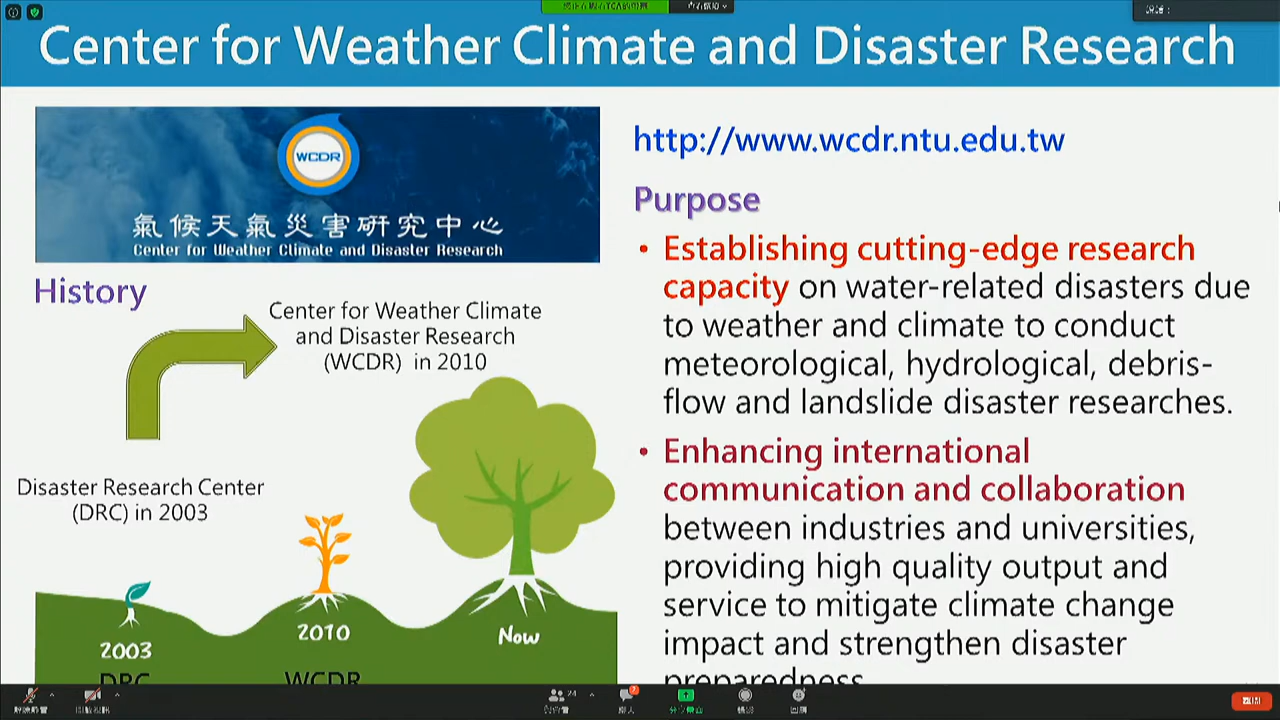 Center for Weather Climate and Disaster Research
WCDR
氣候天氣災害研究中心
Center for Weather Climate and Disaster Research
History
Center for Weather Climate
and Disaster Research
(WCDR) in 2010
Disaster Research Center
(DRC) in 2003
2003
2010
Now
DRC
WCDR
http://www.wcdr.ntu.edu.tw
Purpose
• Establishing cutting-edge research
capacity on water-related disasters due
to weather and climate to conduct
meteorological, hydrological, debris-
flow and landslide disaster researches.
• Enhancing international
communication and collaboration
between industries and universities,
providing high quality output and
service to mitigate climate change
impact and strengthen disaster
preparedness
24
7